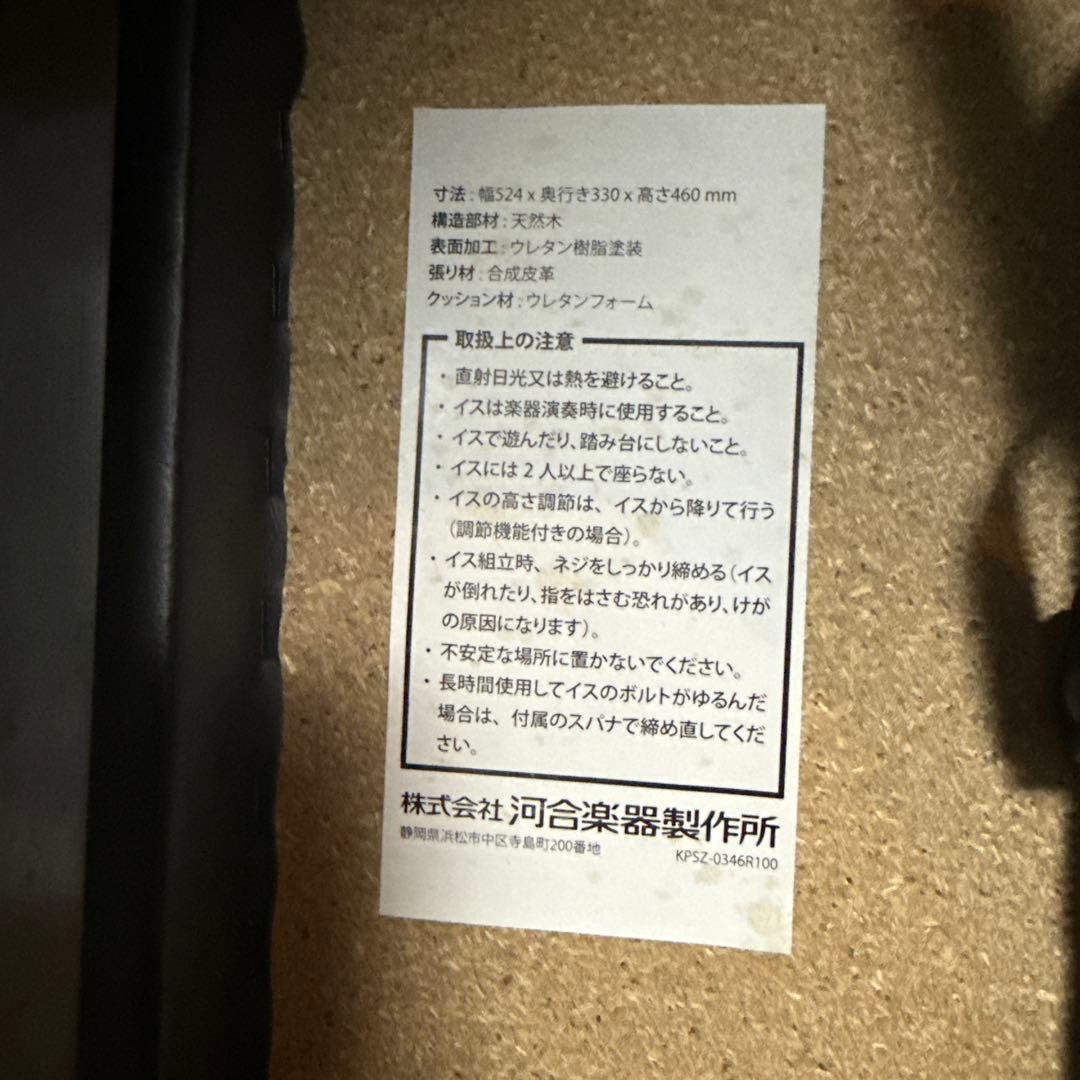 寸法 : 幅524 x 奥行き330 x 高さ460 mm
構造部材 : 天然木
表面加工 : ウレタン樹脂塗装
張り材 : 合成皮革
クッション材 : ウレタンフォーム
取扱上の注意
・直射日光又は熱を避けること。
・イスは楽器演奏時に使用すること。
・イスで遊んだり、踏み台にしないこと。
・イスには 2 人以上で座らない。
・イスの高さ調節は、イスから降りて行う
（調節機能付きの場合）。
・イス組立時、ネジをしっかり締める（イス
が倒れたり、指をはさむ恐れがあり、けが
の原因になります）。
・不安定な場所に置かないでください。
・長時間使用してイスのボルトがゆるんだ
場合は、付属のスパナで締め直してくだ
さい。
株式会社 河合楽器製作所
静岡県浜松市中区寺島町200番地
KPSZ-0346R100